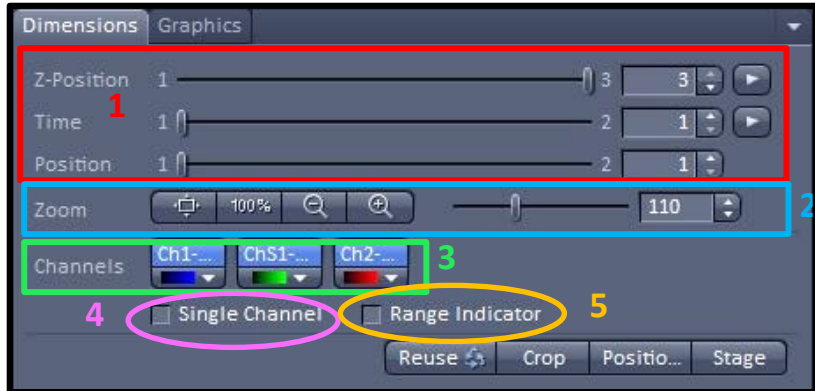 Dimensions Graphics
Z-Position 1 3 3
1
Time 1 2 1
Position 1 2 1
Zoom 100% 110 2
Channels Ch1-... ChS1-... Ch2-... 3
4 Single Channel Range Indicator 5
Reuse Crop Positio... Stage